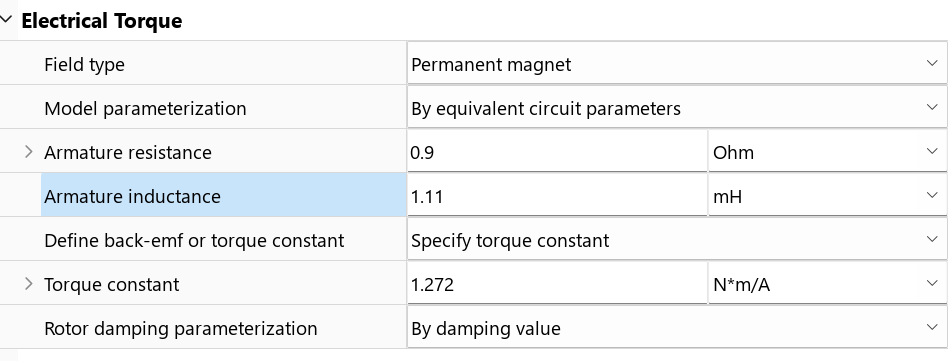 Electrical Torque
Field type Permanent magnet
Model parameterization By equivalent circuit parameters
Armature resistance 0.9 Ohm
Armature inductance 1.11 mH
Define back-emf or torque constant Specify torque constant
Torque constant 1.272 N*m/A
Rotor damping parameterization By damping value